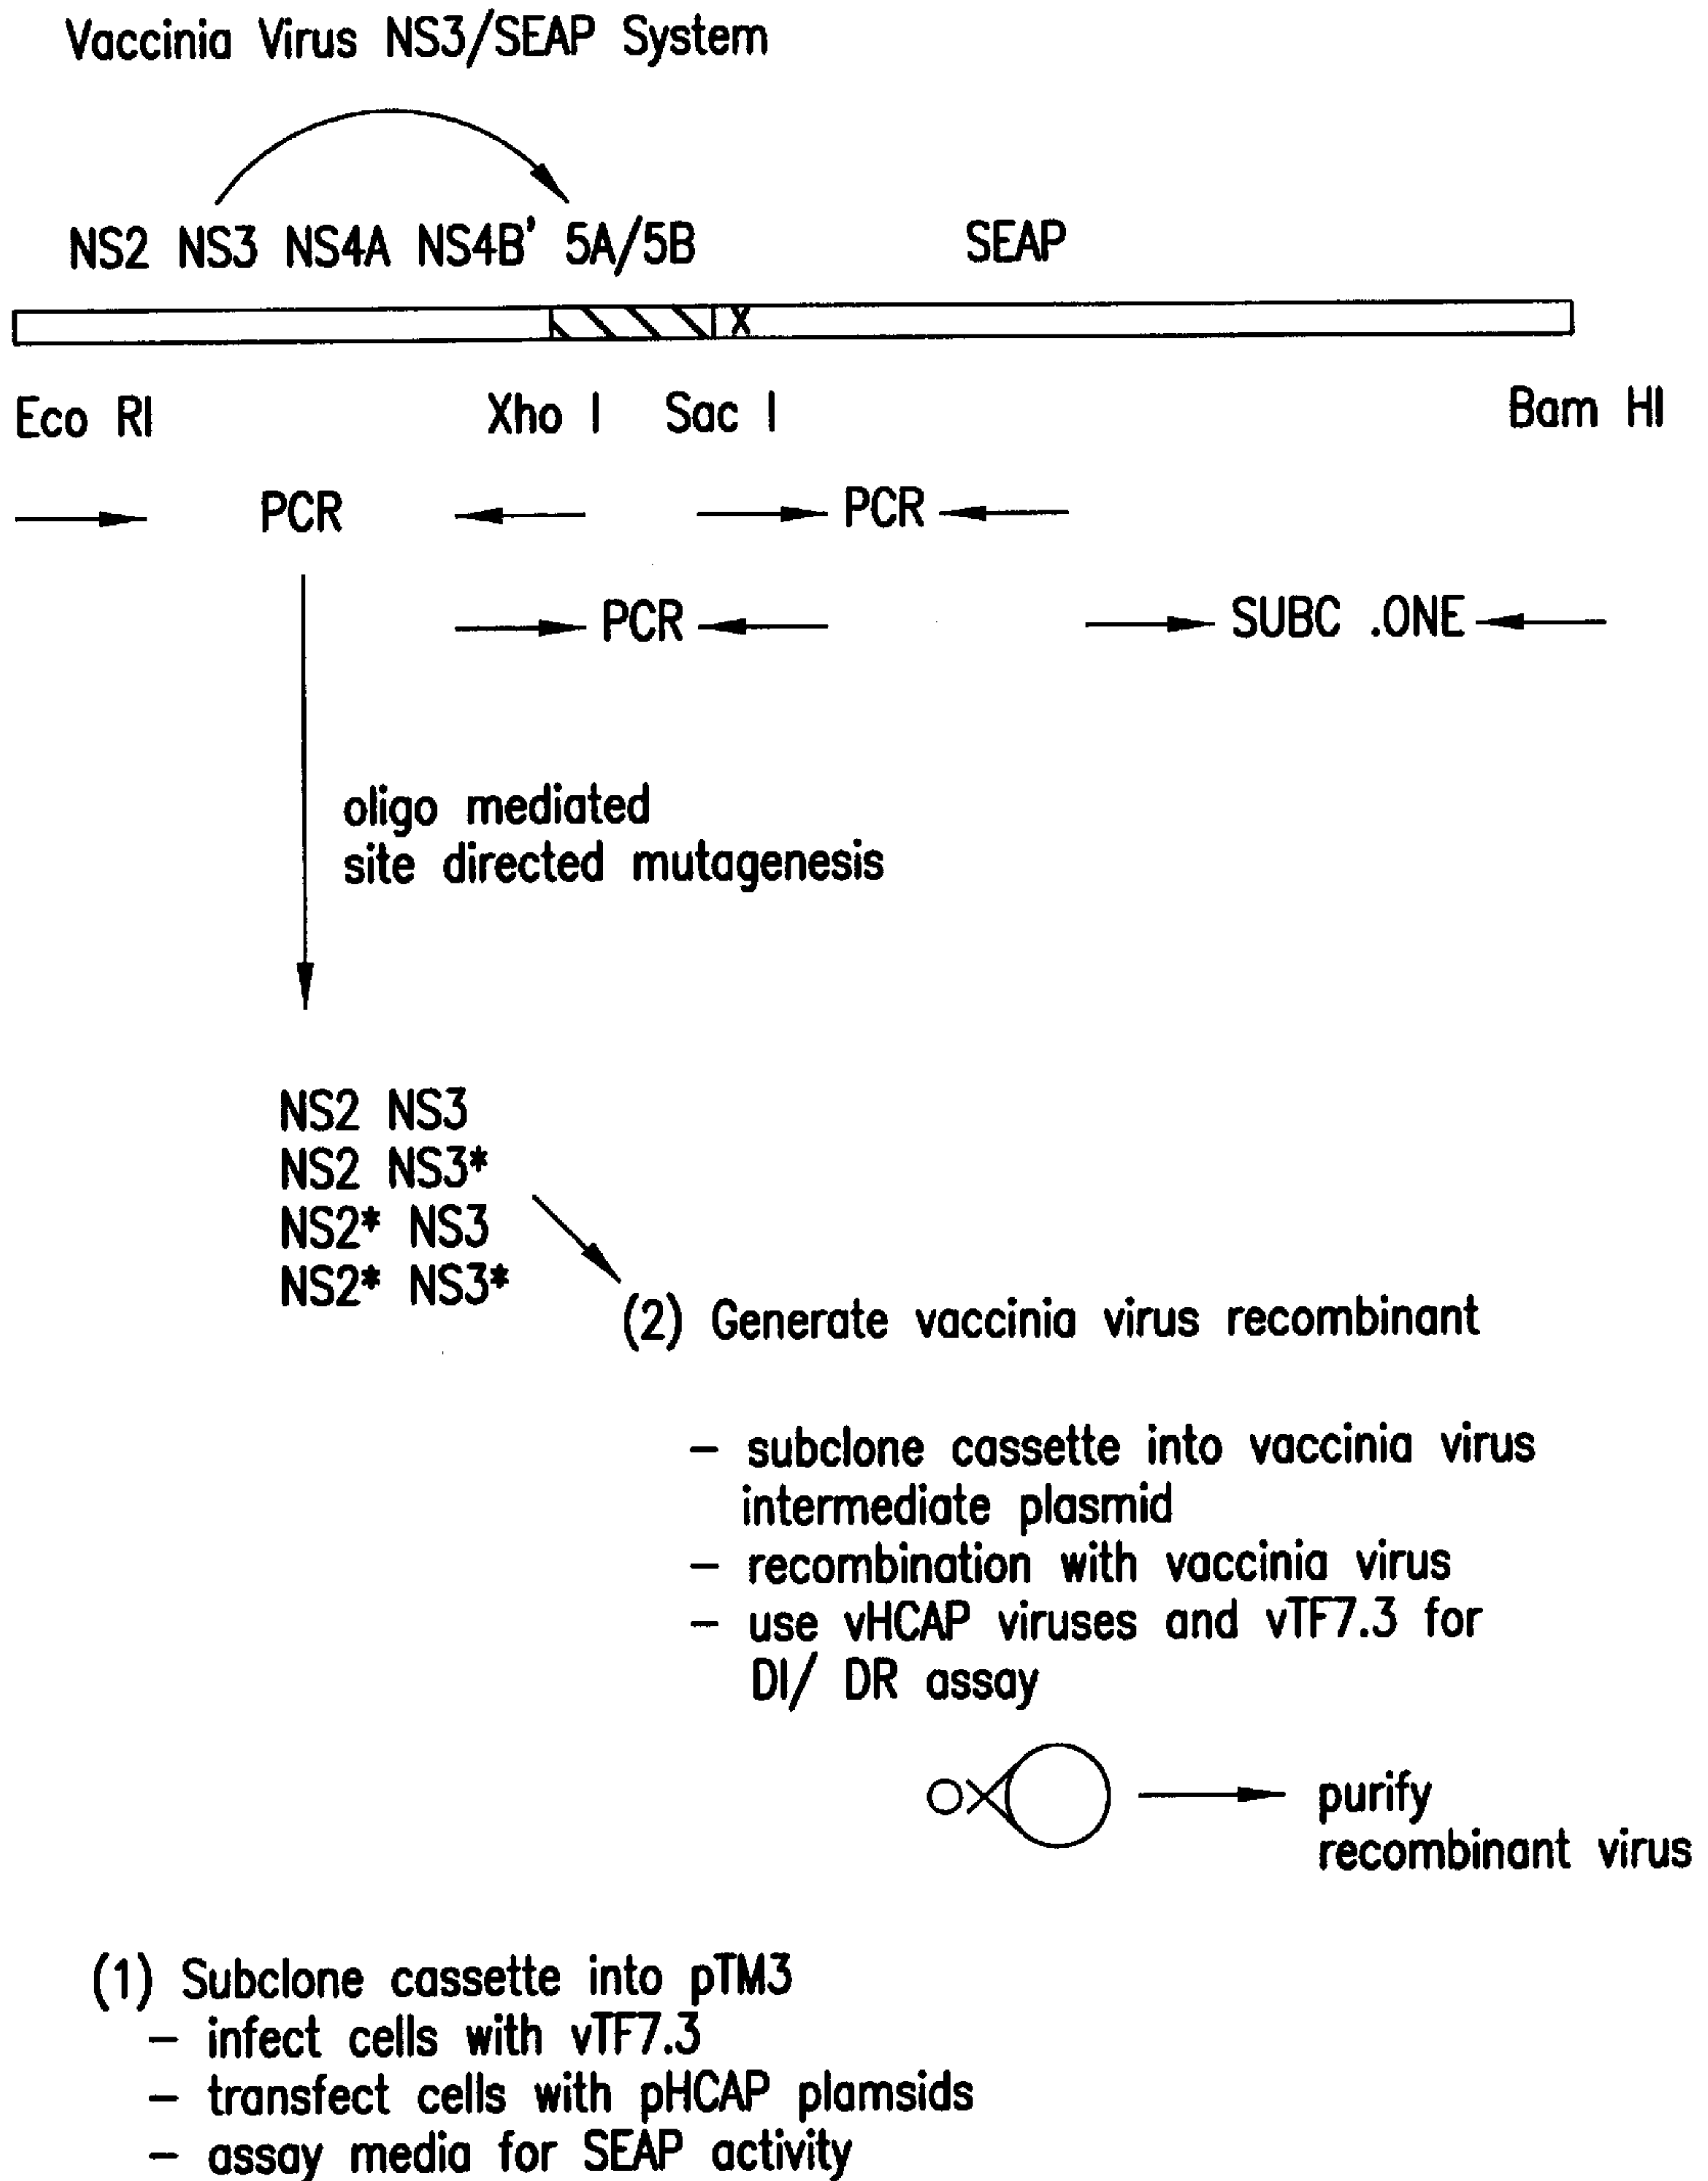 Vaccinia Virus NS3/SEAP System
NS2 NS3 NS4A NS4B' 5A/5B SEAP
X
Eco RI Xho I Sac I Bam HI
PCR PCR
PCR SUBC .ONE
oligo mediated
site directed mutagenesis
NS2 NS3
NS2 NS3*
NS2* NS3
NS2* NS3*
(2) Generate vaccinia virus recombinant
– subclone cassette into vaccinia virus
intermediate plasmid
– recombination with vaccinia virus
– use vHCAP viruses and vTF7.3 for
DI/ DR assay
purify
recombinant virus
(1) Subclone cassette into pTM3
– infect cells with vTF7.3
– transfect cells with pHCAP plamsids
– assay media for SEAP activity